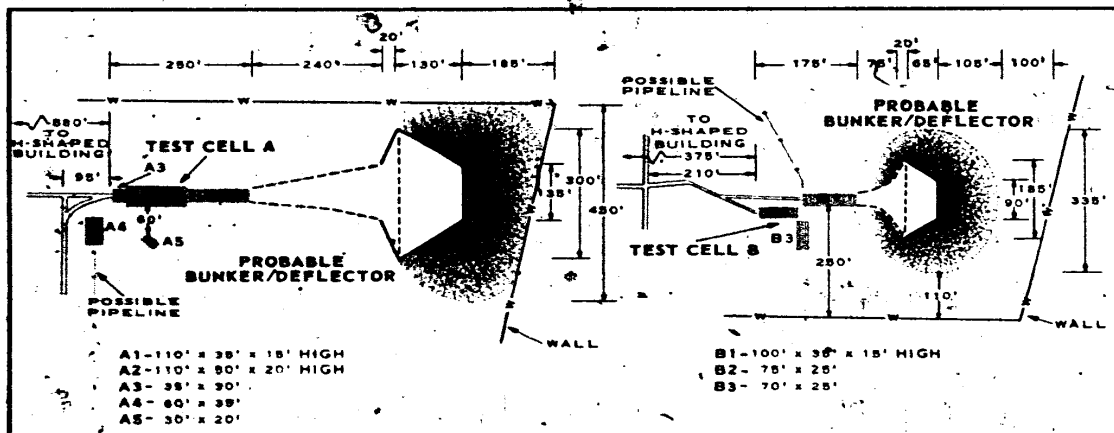 20'
250'
240'
130'
185'
W
W
W
W
880'
TO
H-SHAPED
BUILDING
A3
TEST CELL A
95'
60'
A4
A5
PROBABLE
BUNKER/DEFLECTOR
POSSIBLE
PIPELINE
135'
300'
450'
WALL
A1-110' x 35' x 15' HIGH
A2-110' x 50' x 20' HIGH
A3- 35' x 30'
A4- 60' x 35'
A5- 30' x 20'
20'
175'
75'
65'
105'
100'
POSSIBLE
PIPELINE
PROBABLE
BUNKER/DEFLECTOR
TO
H-SHAPED
BUILDING
375'
210'
TEST CELL B
B3
250'
185'
90'
335'
110'
W
W
WALL
B1-100' x 35' x 15' HIGH
B2- 75' x 25'
B3- 70' x 25'